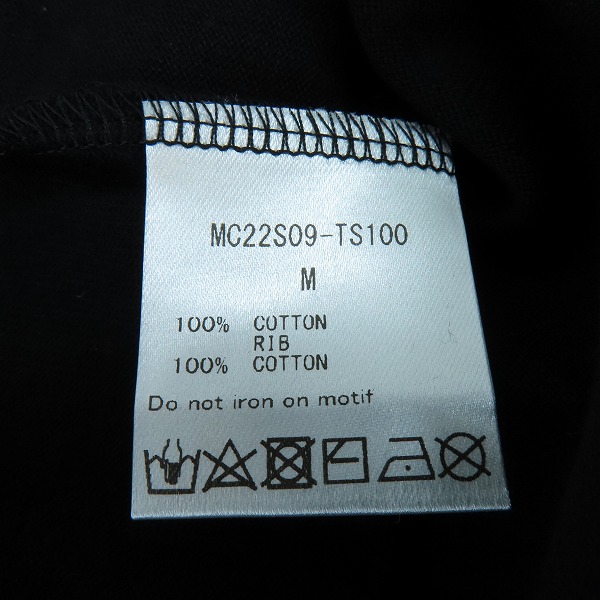 MC22S09-TS100
M
100% COTTON
RIB
100% COTTON
Do not iron on motif